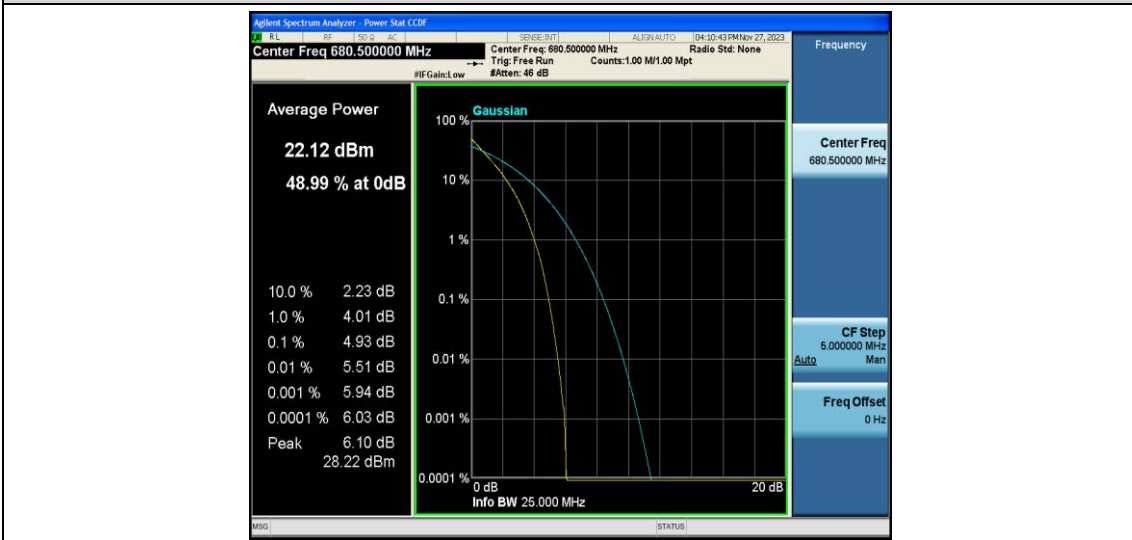 Agilent Spectrum Analyzer - Power Stat CCDF
LXI RL RF 50 Ω AC SENSE:INT ALIGN AUTO 04:10:43 PM Nov 27, 2023
Center Freq 680.500000 MHz
Center Freq: 680.500000 MHz Radio Std: None
Trig: Free Run Counts:1.00 M/1.00 Mpt
#IFGain:Low #Atten: 46 dB
Frequency
Average Power
22.12 dBm
48.99 % at 0dB
10.0 % 2.23 dB
1.0 % 4.01 dB
0.1 % 4.93 dB
0.01 % 5.51 dB
0.001 % 5.94 dB
0.0001 % 6.03 dB
Peak 6.10 dB
28.22 dBm
Gaussian
100 %
10 %
1 %
0.1 %
0.01 %
0.001 %
0.0001 %
0 dB 20 dB
Info BW 25.000 MHz
Center Freq
680.500000 MHz
CF Step
5.000000 MHz
Auto Man
Freq Offset
0 Hz
MSG STATUS